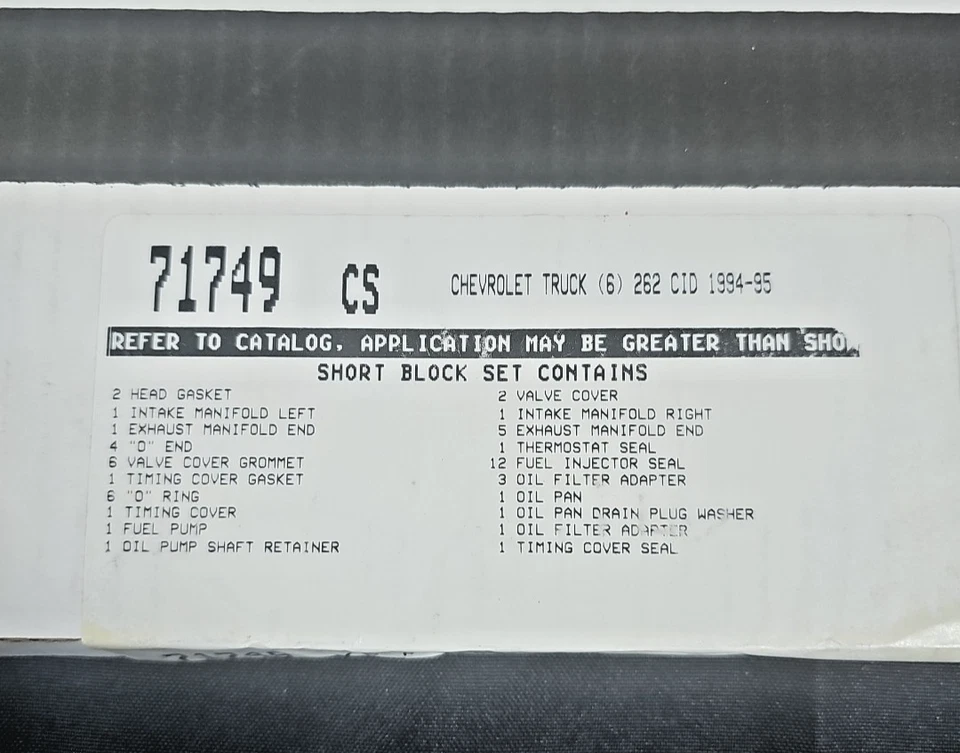 71749 CS CHEVROLET TRUCK (6) 262 CID 1994-95
REFER TO CATALOG, APPLICATION MAY BE GREATER THAN
SHORT BLOCK SET CONTAINS
2 HEAD GASKET 2 VALVE COVER
1 INTAKE MANIFOLD LEFT 1 INTAKE MANIFOLD RIGHT
1 EXHAUST MANIFOLD END 5 EXHAUST MANIFOLD END
4 "O" END 1 THERMOSTAT SEAL
6 VALVE COVER GROMMET 12 FUEL INJECTOR SEAL
1 TIMING COVER GASKET 3 OIL FILTER ADAPTER
6 "O" RING 1 OIL PAN
1 TIMING COVER 1 OIL PAN DRAIN PLUG WASHER
1 FUEL PUMP 1 OIL FILTER ADAPTER
1 OIL PUMP SHAFT RETAINER 1 TIMING COVER SEAL